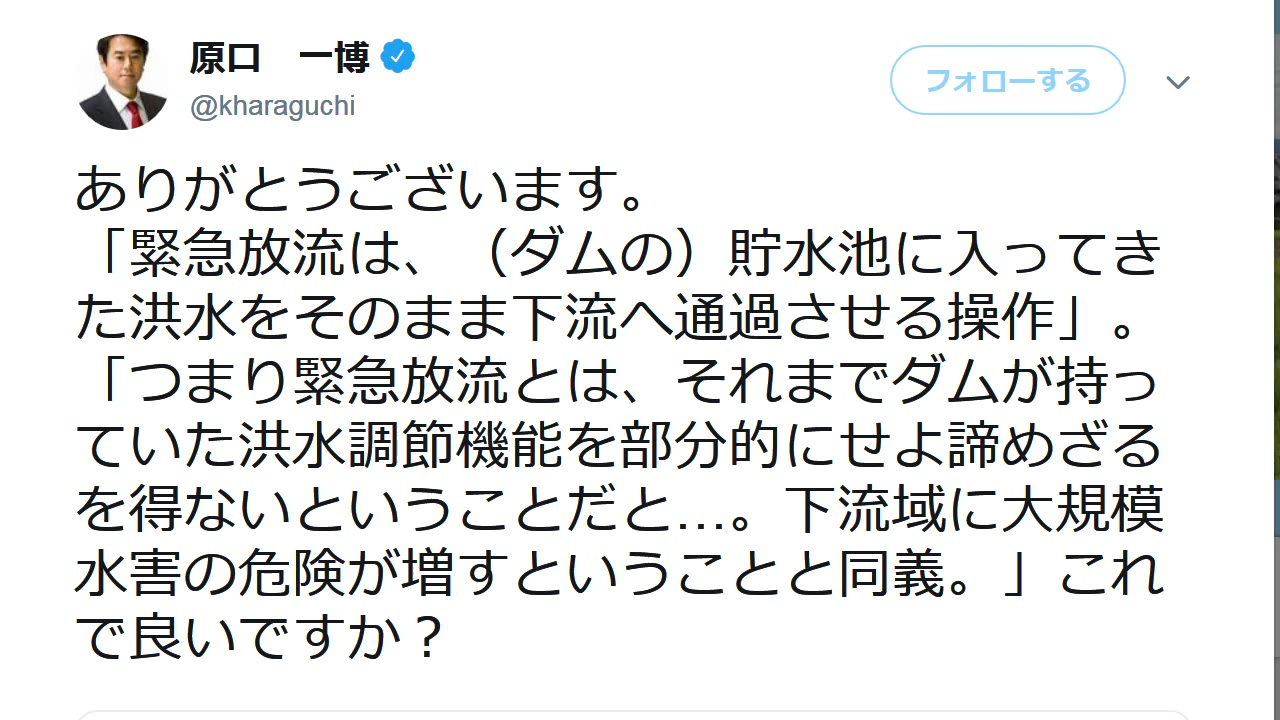 原口　一博
@kharaguchi
フォローする
ありがとうございます。
「緊急放流は、（ダムの）貯水池に入ってき
た洪水をそのまま下流へ通過させる操作」。
「つまり緊急放流とは、それまでダムが持っ
ていた洪水調節機能を部分的にせよ諦めざる
を得ないということだと…。下流域に大規模
水害の危険が増すということと同義。」これ
で良いですか？